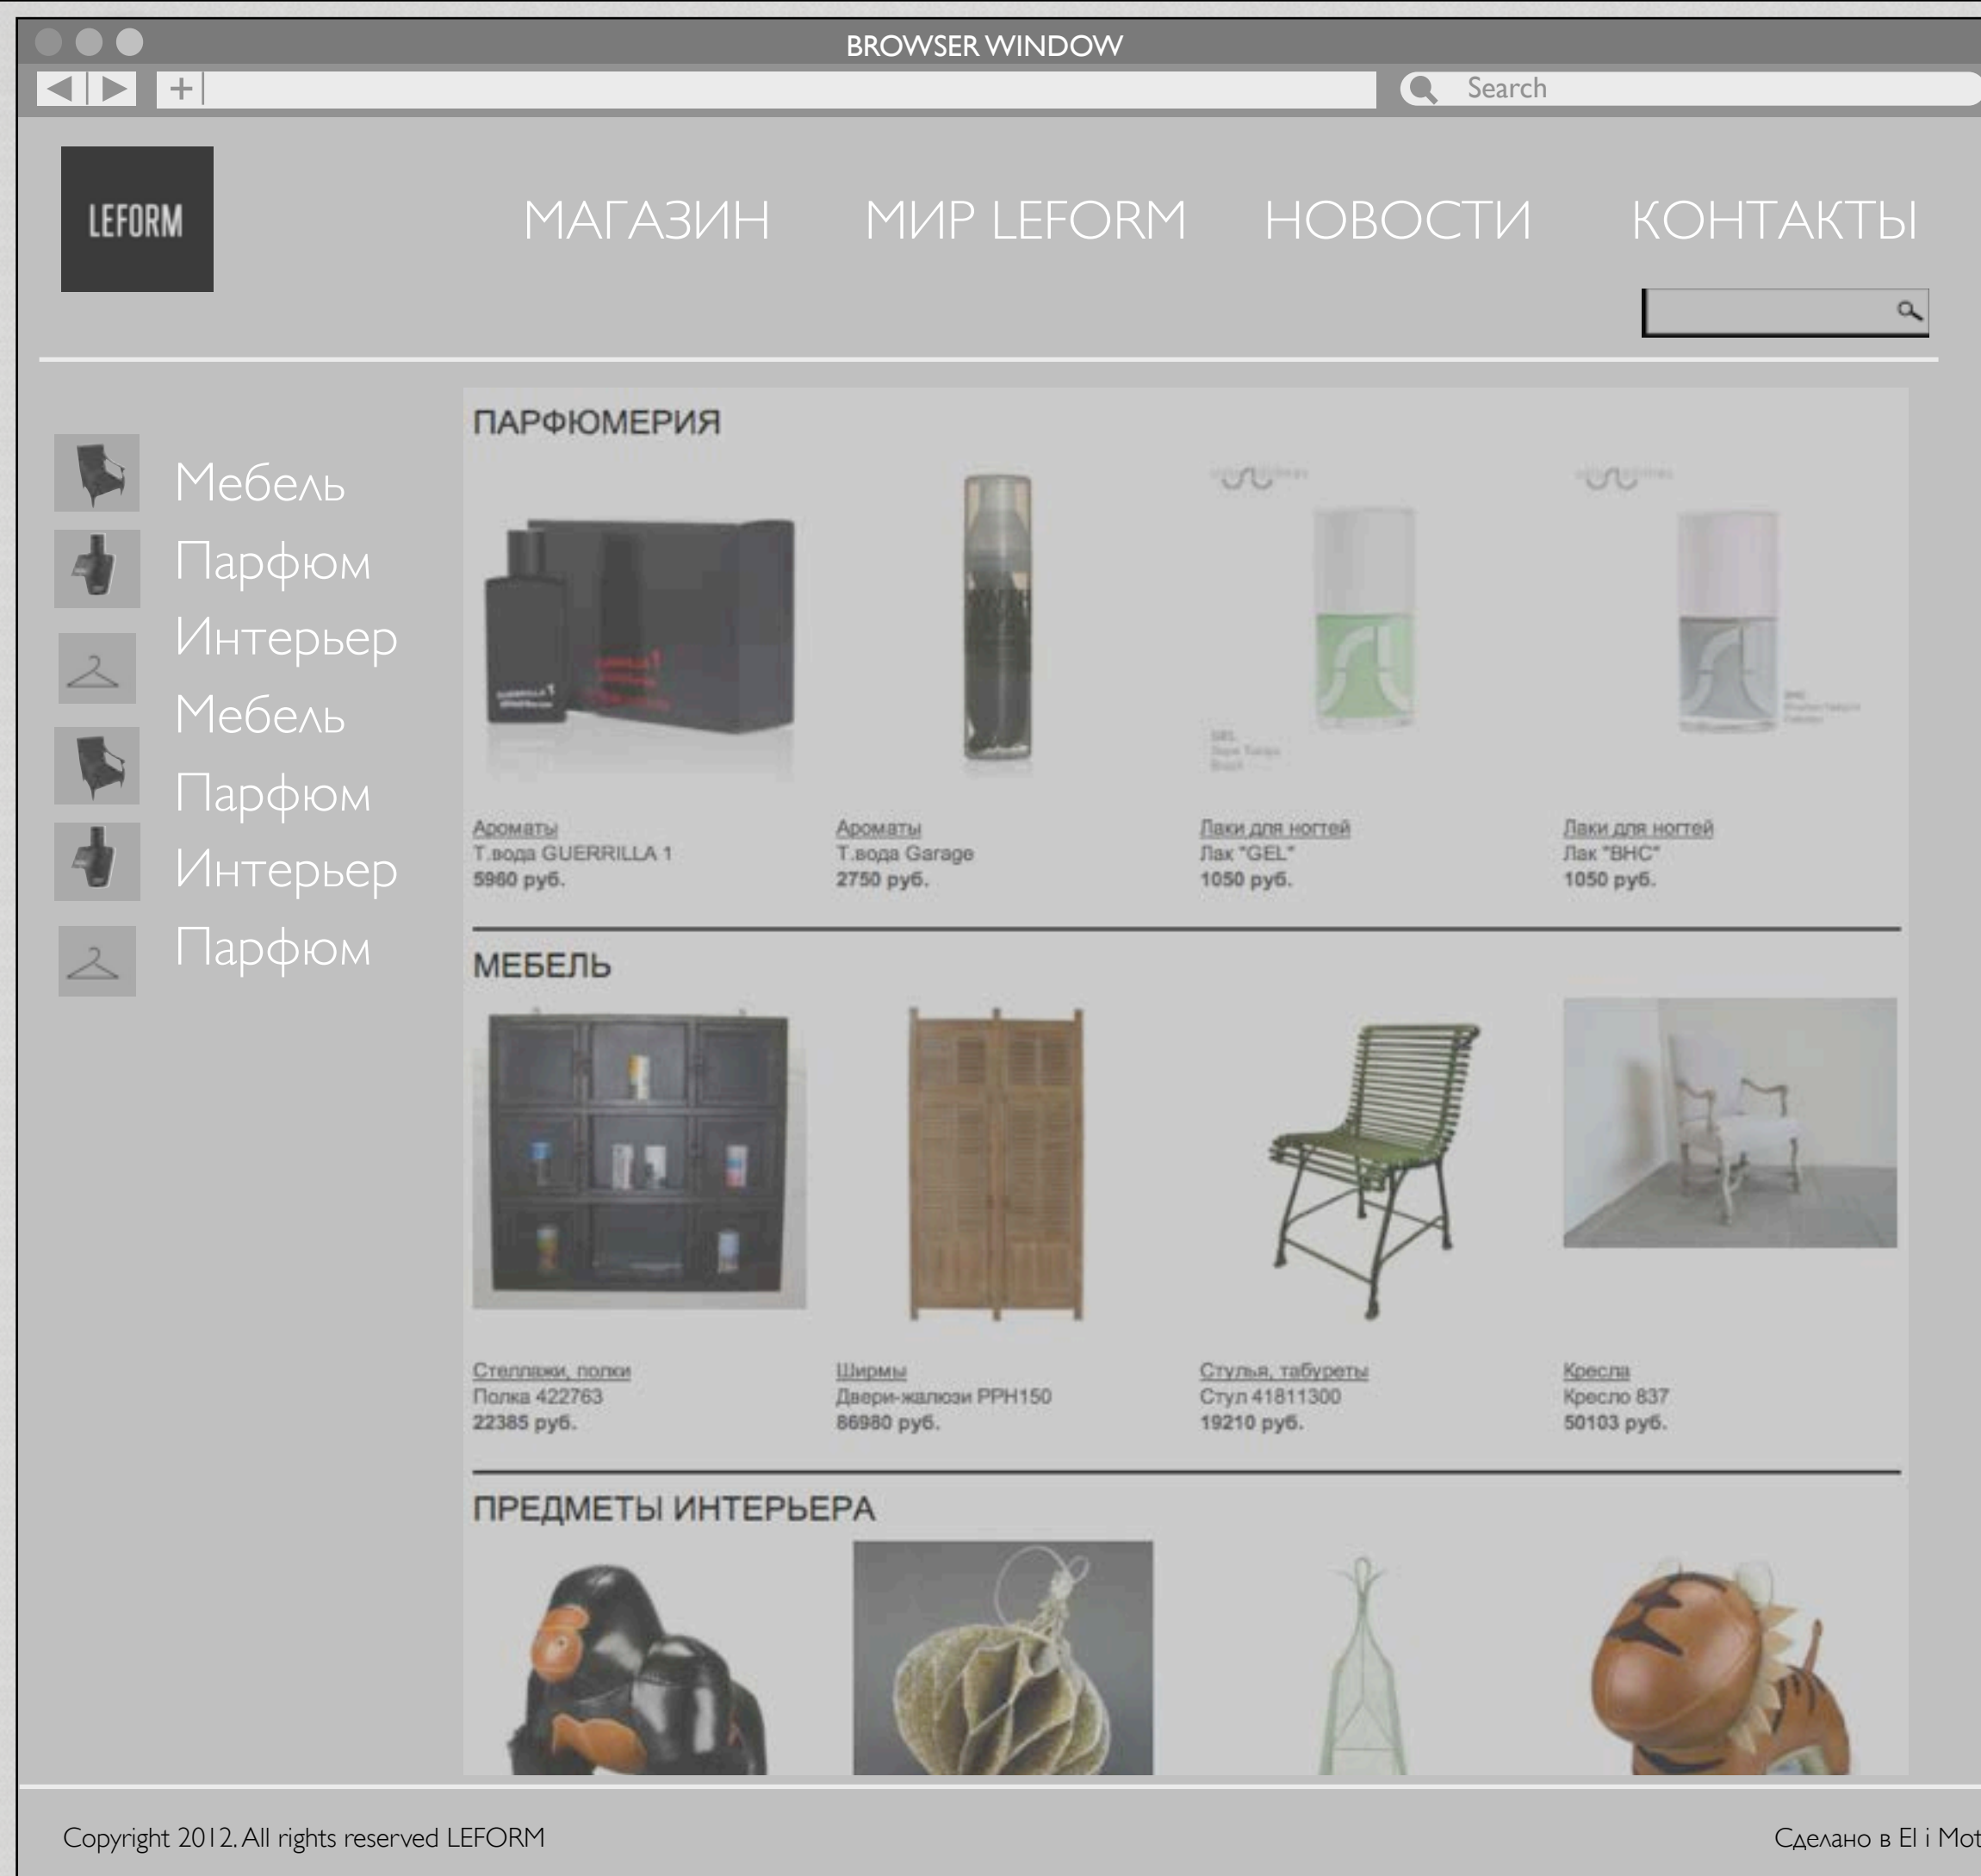 BROWSER WINDOW
+
Search
LEFORM
МАГАЗИН МИР LEFORM НОВОСТИ КОНТАКТЫ
Мебель
Парфюм
Интерьер
Мебель
Парфюм
Интерьер
Парфюм
ПАРФЮМЕРИЯ
GUERRILLA 1
Ароматы
Т.вода GUERRILLA 1
5960 руб.
Ароматы
Т.вода Garage
2750 руб.
Лаки для ногтей
Лак "GEL"
1050 руб.
Лаки для ногтей
Лак "BHC"
1050 руб.
МЕБЕЛЬ
Стеллажи, полки
Полка 422763
22385 руб.
Ширмы
Двери-жалюзи PPH150
86980 руб.
Стулья, табуреты
Стул 41811300
19210 руб.
Кресла
Кресло 837
50103 руб.
ПРЕДМЕТЫ ИНТЕРЬЕРА
Copyright 2012. All rights reserved LEFORM
Сделано в El i Mot